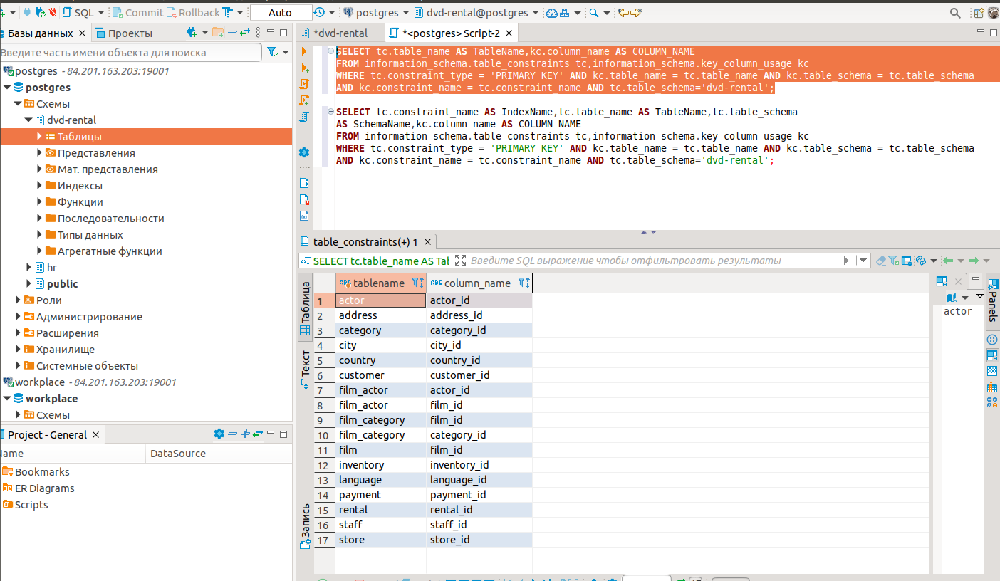 SQL Commit Rollback Auto postgres dvd-rental@postgres
Базы данных Проекты
Введите часть имени объекта для поиска
postgres - 84.201.163.203:19001
postgres
Схемы
dvd-rental
Таблицы
Представления
Мат. представления
Индексы
Функции
Последовательности
Типы данных
Агрегатные функции
hr
public
Роли
Администрирование
Расширения
Хранилище
Системные объекты
workplace - 84.201.163.203:19001
workplace
Схемы
Project - General
Name DataSource
Bookmarks
ER Diagrams
Scripts
*dvd-rental *<postgres> Script-2
SELECT tc.table_name AS TableName,kc.column_name AS COLUMN_NAME
FROM information_schema.table_constraints tc,information_schema.key_column_usage kc
WHERE tc.constraint_type = 'PRIMARY KEY' AND kc.table_name = tc.table_name AND kc.table_schema = tc.table_schema
AND kc.constraint_name = tc.constraint_name AND tc.table_schema='dvd-rental';
SELECT tc.constraint_name AS IndexName,tc.table_name AS TableName,tc.table_schema
AS SchemaName,kc.column_name AS COLUMN_NAME
FROM information_schema.table_constraints tc,information_schema.key_column_usage kc
WHERE tc.constraint_type = 'PRIMARY KEY' AND kc.table_name = tc.table_name AND kc.table_schema = tc.table_schema
AND kc.constraint_name = tc.constraint_name AND tc.table_schema='dvd-rental';
table_constraints(+) 1
SELECT tc.table_name AS Tal Введите SQL выражение чтобы отфильтровать результаты
Таблица
Текст
Запись
ABC tablename ABC column_name
1 actor actor_id
2 address address_id
3 category category_id
4 city city_id
5 country country_id
6 customer customer_id
7 film_actor actor_id
8 film_actor film_id
9 film_category film_id
10 film_category category_id
11 film film_id
12 inventory inventory_id
13 language language_id
14 payment payment_id
15 rental rental_id
16 staff staff_id
17 store store_id
actor
Panels